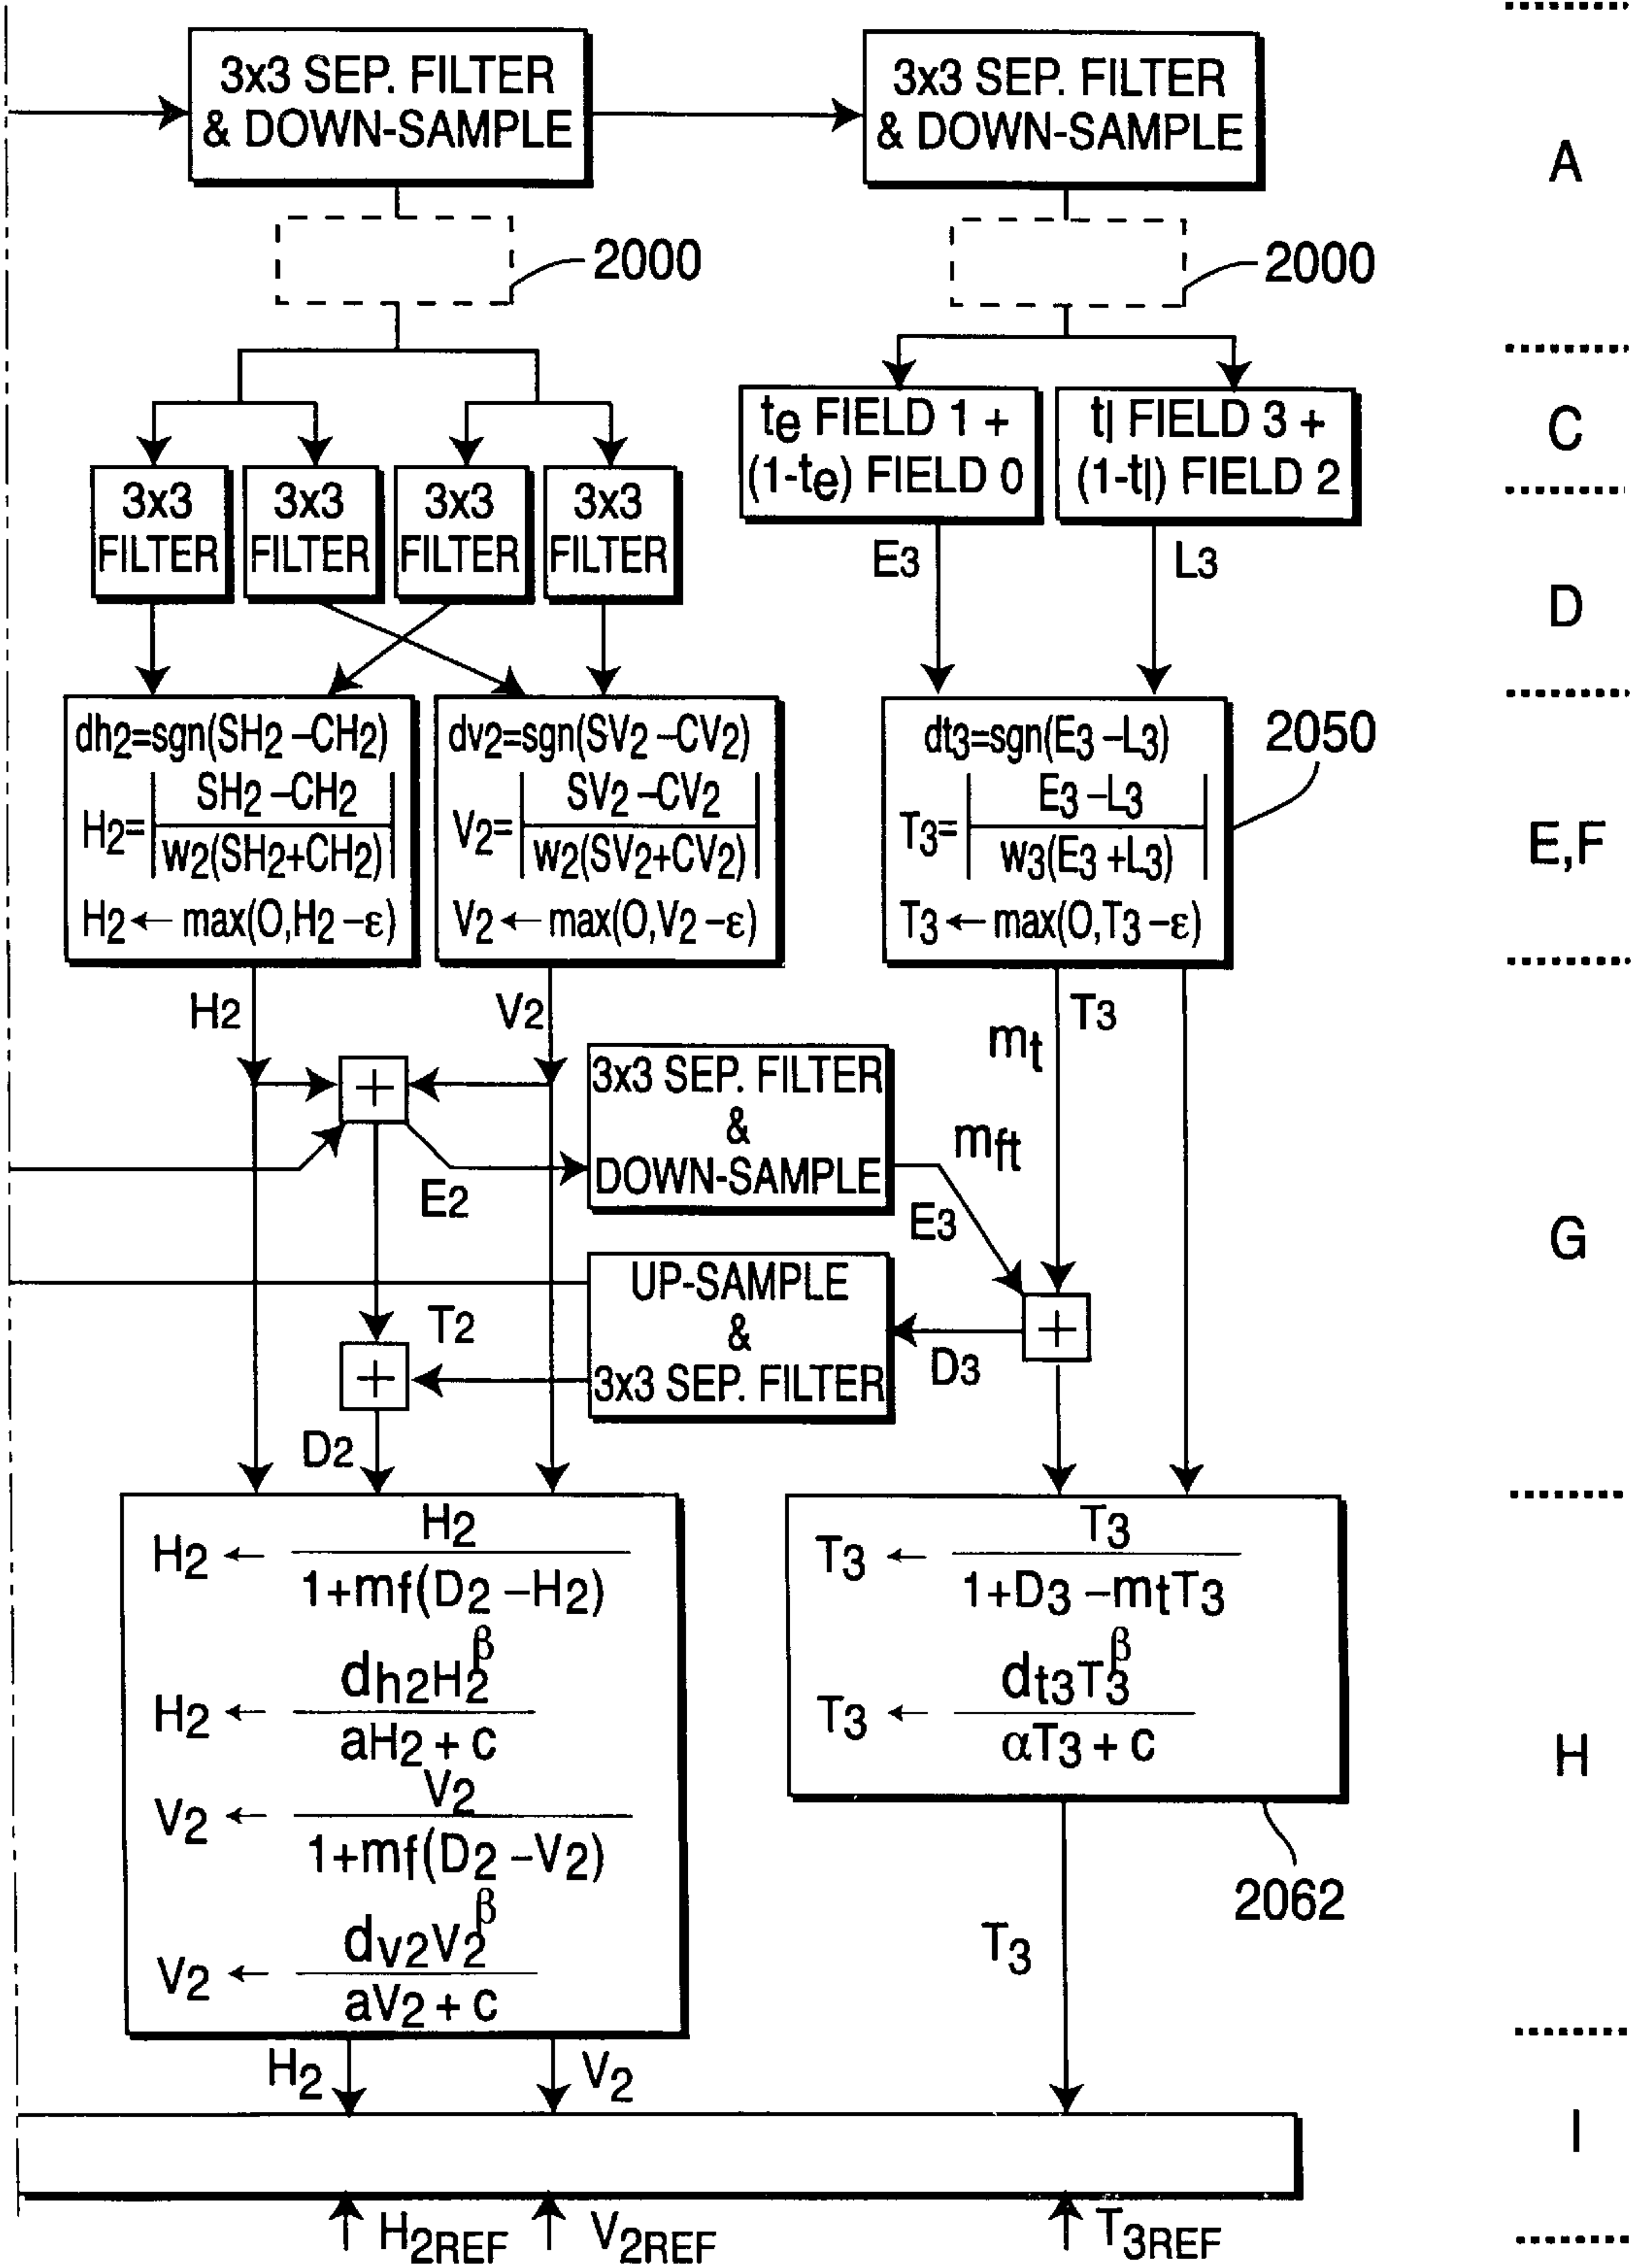 3x3 SEP. FILTER
& DOWN-SAMPLE
3x3 SEP. FILTER
& DOWN-SAMPLE
A
2000
2000
te FIELD 1 +
(1-te) FIELD 0
tl FIELD 3 +
(1-tl) FIELD 2
C
3x3
FILTER
3x3
FILTER
3x3
FILTER
3x3
FILTER
E3
L3
D
dh2=sgn(SH2 –CH2)
H2= | SH2 –CH2 / w2(SH2+CH2) |
H2 ← max(0,H2 –ε)
dv2=sgn(SV2 –CV2)
V2= | SV2 –CV2 / w2(SV2+CV2) |
V2 ← max(0,V2 –ε)
dt3=sgn(E3 –L3)
T3= | E3 –L3 / w3(E3 +L3) |
T3 ← max(0,T3 –ε)
2050
E,F
H2
V2
mt
T3
+
3x3 SEP. FILTER
&
DOWN-SAMPLE
mft
E2
E3
G
UP-SAMPLE
&
3x3 SEP. FILTER
T2
+
D3
+
D2
H2 ← H2 / 1+mf(D2 –H2)
H2 ← dh2H2^β / aH2 + c
V2 ← V2 / 1+mf(D2 –V2)
V2 ← dv2V2^β / aV2 + c
T3 ← T3 / 1+D3 –mtT3
T3 ← dt3T3^β / αT3 + c
H
2062
T3
H2
V2
I
H2REF
V2REF
T3REF